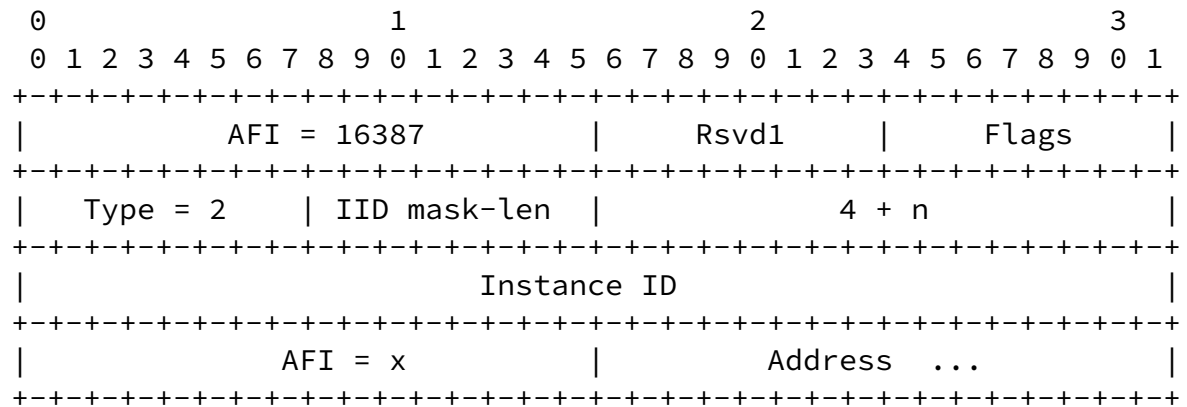 0                   1                   2                   3
0 1 2 3 4 5 6 7 8 9 0 1 2 3 4 5 6 7 8 9 0 1 2 3 4 5 6 7 8 9 0 1
+-+-+-+-+-+-+-+-+-+-+-+-+-+-+-+-+-+-+-+-+-+-+-+-+-+-+-+-+-+-+-+-+
|           AFI = 16387         |     Rsvd1     |     Flags     |
+-+-+-+-+-+-+-+-+-+-+-+-+-+-+-+-+-+-+-+-+-+-+-+-+-+-+-+-+-+-+-+-+
|   Type = 2    | IID mask-len  |             4 + n             |
+-+-+-+-+-+-+-+-+-+-+-+-+-+-+-+-+-+-+-+-+-+-+-+-+-+-+-+-+-+-+-+-+
|                         Instance ID                           |
+-+-+-+-+-+-+-+-+-+-+-+-+-+-+-+-+-+-+-+-+-+-+-+-+-+-+-+-+-+-+-+-+
|              AFI = x          |         Address  ...          |
+-+-+-+-+-+-+-+-+-+-+-+-+-+-+-+-+-+-+-+-+-+-+-+-+-+-+-+-+-+-+-+-+